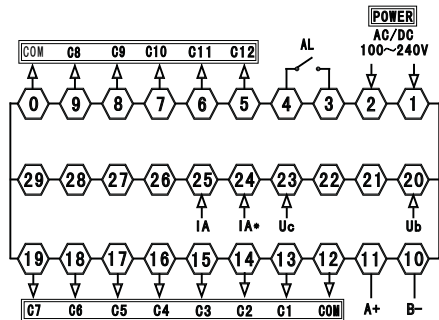 POWER
AC/DC
100~240V
AL
COM C8 C9 C10 C11 C12
0 9 8 7 6 5 4 3 2 1
29 28 27 26 25 24 23 22 21 20
IA IA* Uc Ub
19 18 17 16 15 14 13 12 11 10
C7 C6 C5 C4 C3 C2 C1 COM A+ B-